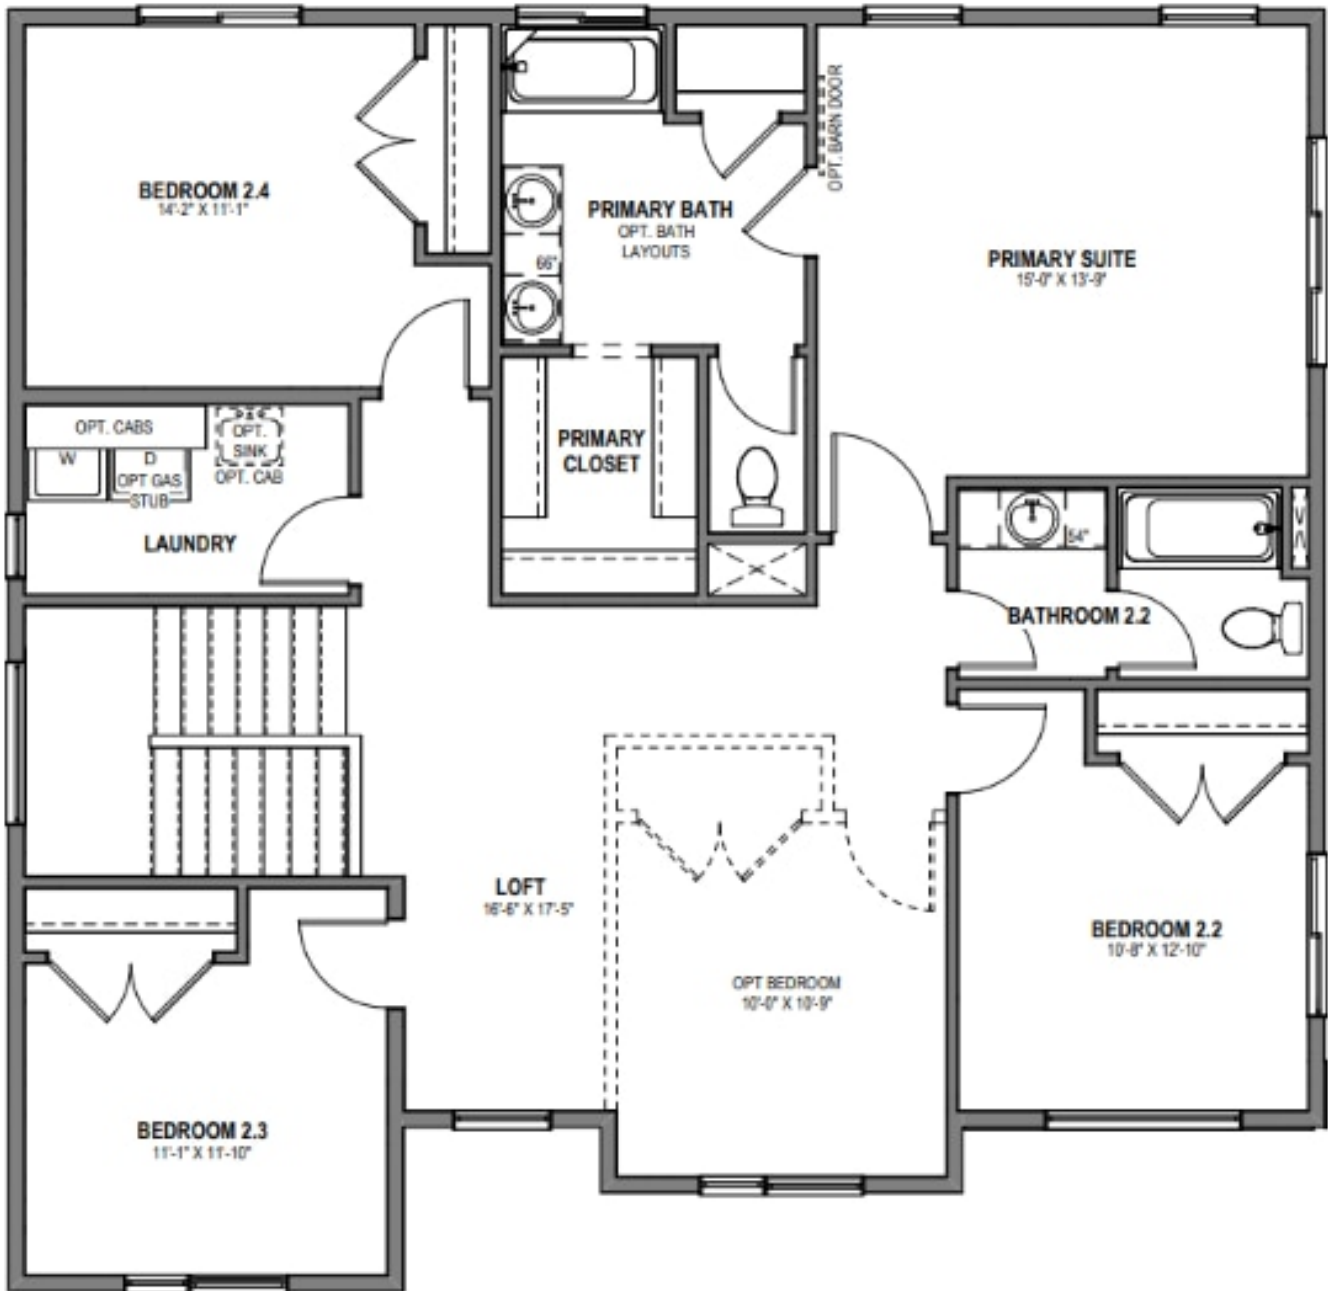 BEDROOM 2.4
14'-2" X 11'-1"
OPT. BARN DOOR
PRIMARY BATH
OPT. BATH
LAYOUTS
66"
PRIMARY SUITE
15'-0" X 13'-9"
OPT. CABS
OPT.
SINK
OPT. CAB
W
D
OPT GAS
STUB
LAUNDRY
PRIMARY
CLOSET
54"
BATHROOM 2.2
LOFT
16'-6" X 17'-5"
BEDROOM 2.2
10'-8" X 12'-10"
OPT BEDROOM
10'-0" X 10'-9"
BEDROOM 2.3
11'-1" X 11'-10"